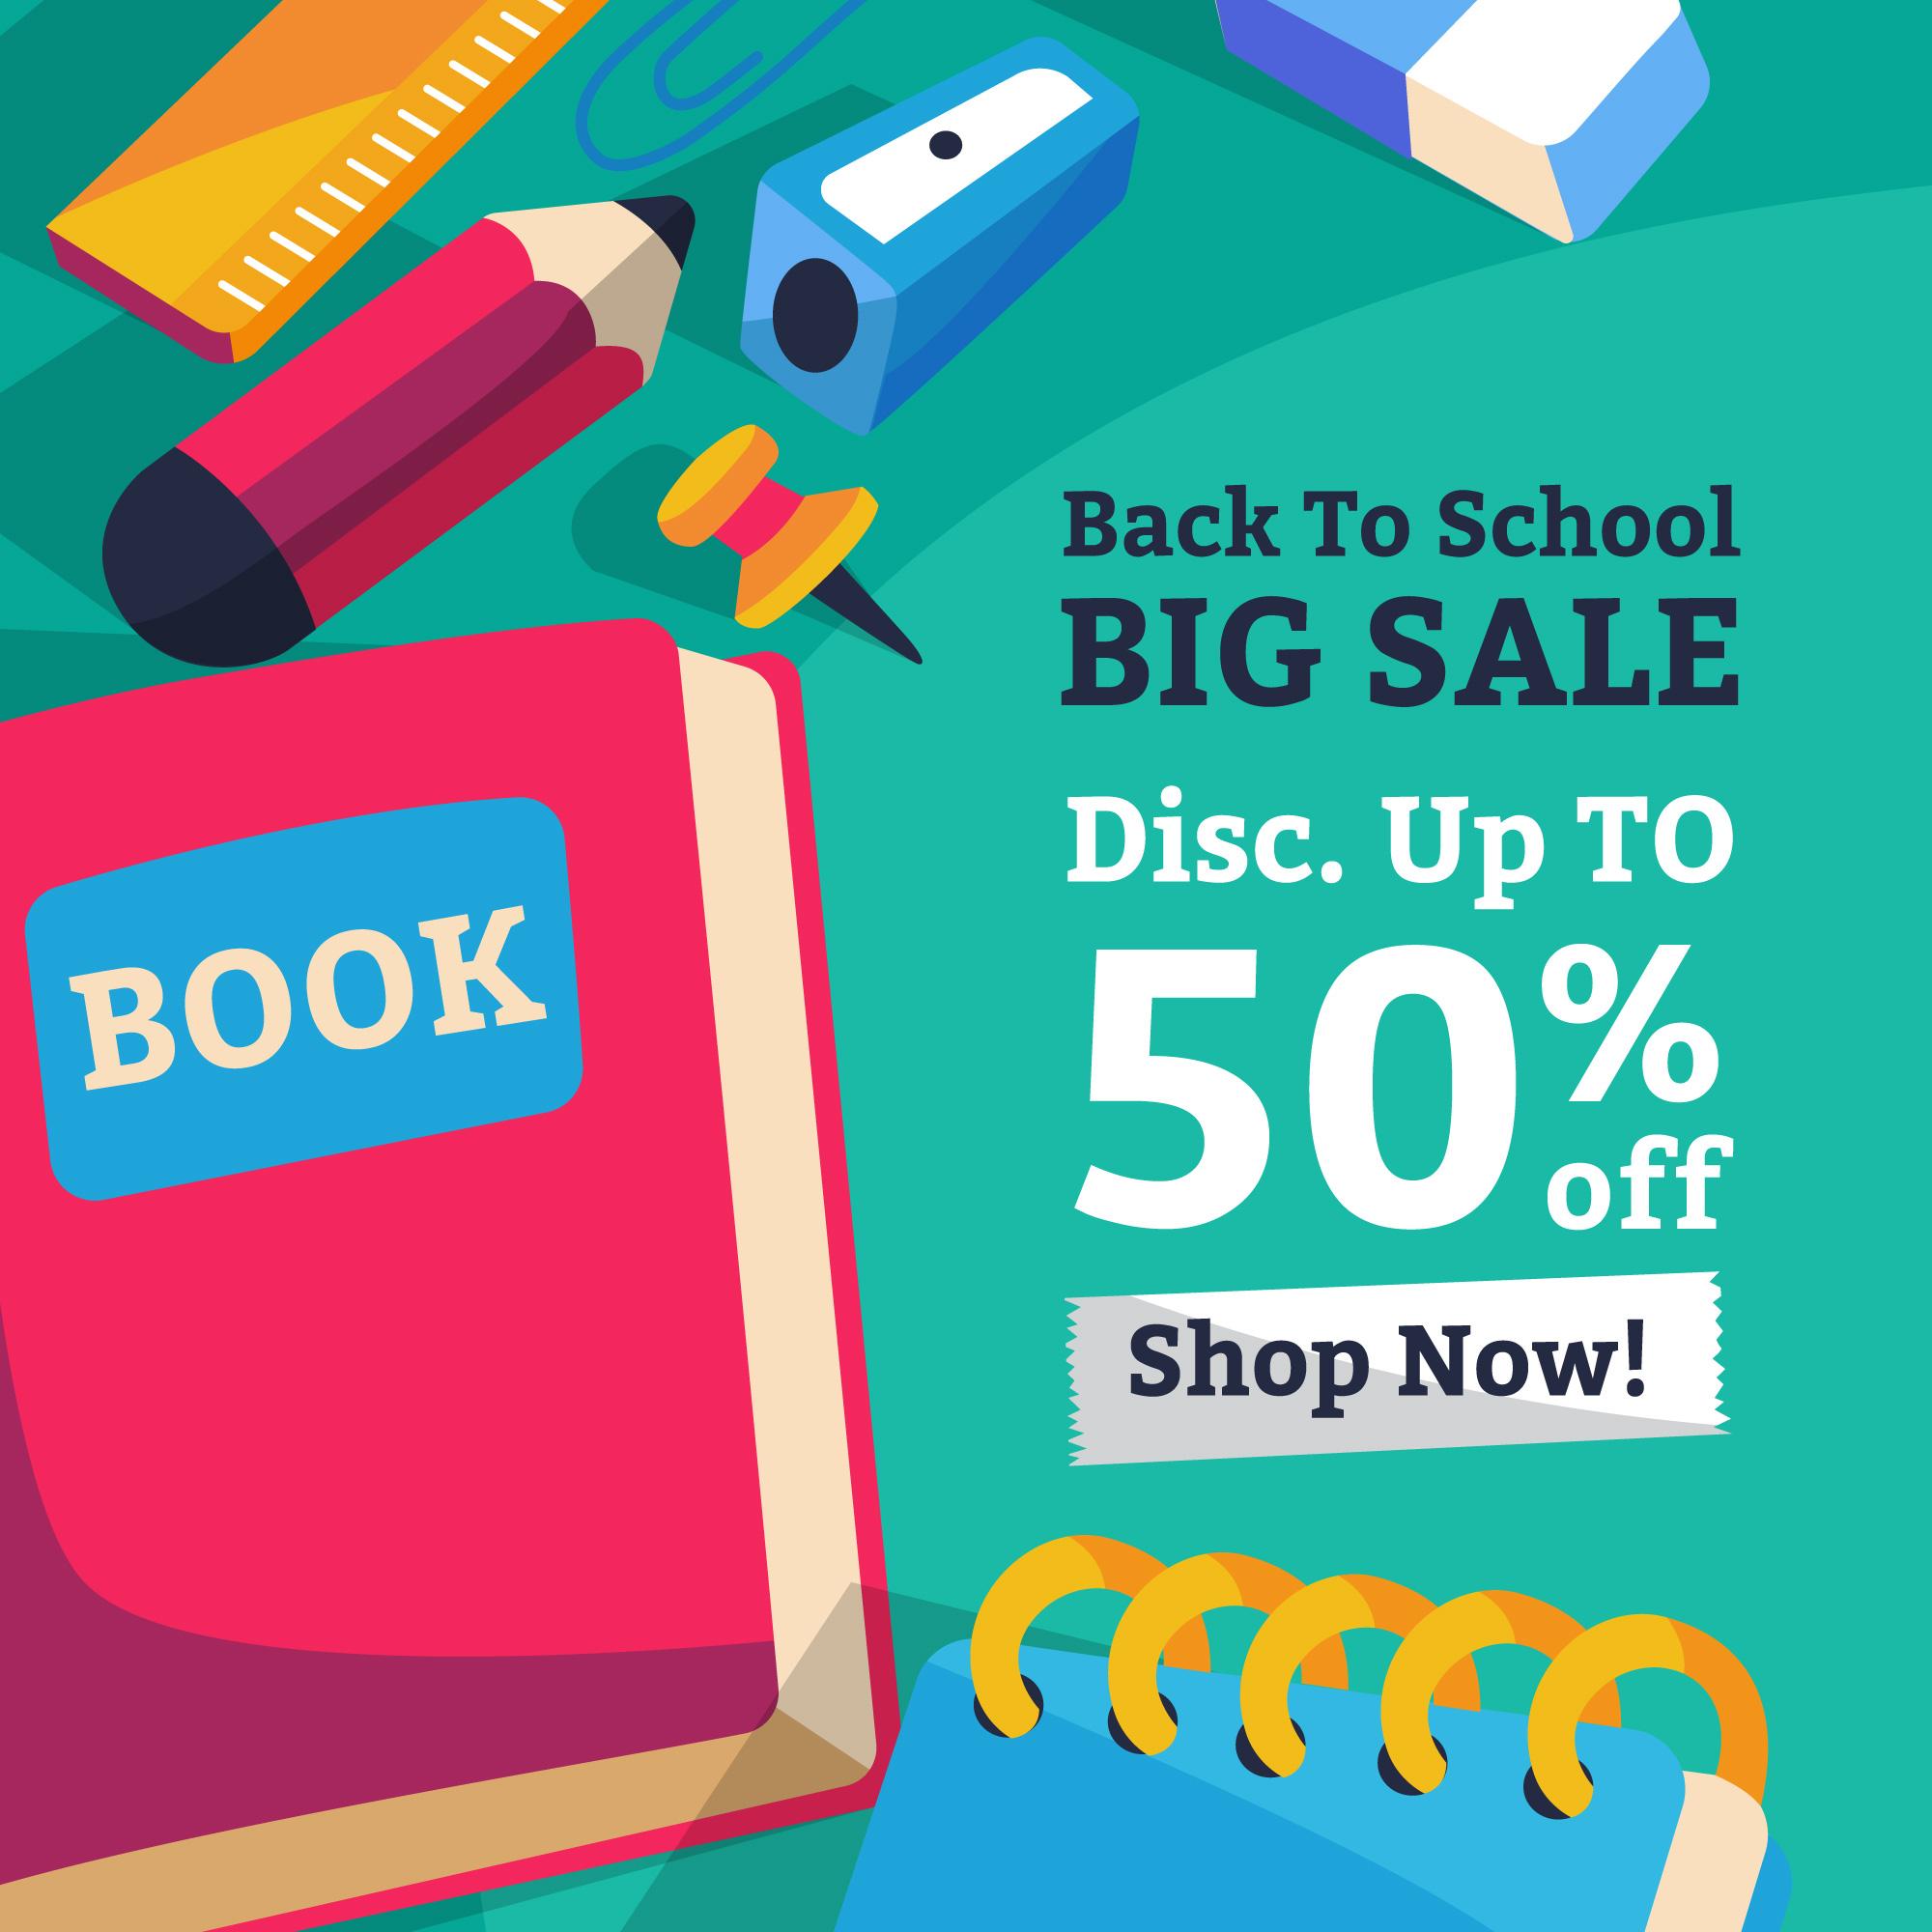 Back To School
BIG SALE
Disc. Up TO
50%
off
Shop Now!
BOOK